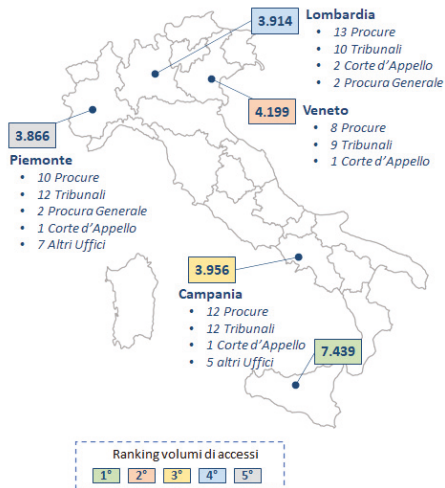 3.914
Lombardia
• 13 Procure
• 10 Tribunali
• 2 Corte d'Appello
• 2 Procura Generale
4.199
Veneto
• 8 Procure
• 9 Tribunali
• 1 Corte d'Appello
3.866
Piemonte
• 10 Procure
• 12 Tribunali
• 2 Procura Generale
• 1 Corte d'Appello
• 7 Altri Uffici
3.956
Campania
• 12 Procure
• 12 Tribunali
• 1 Corte d'Appello
• 5 altri Uffici
7.439
Ranking volumi di accessi
1° 2° 3° 4° 5°